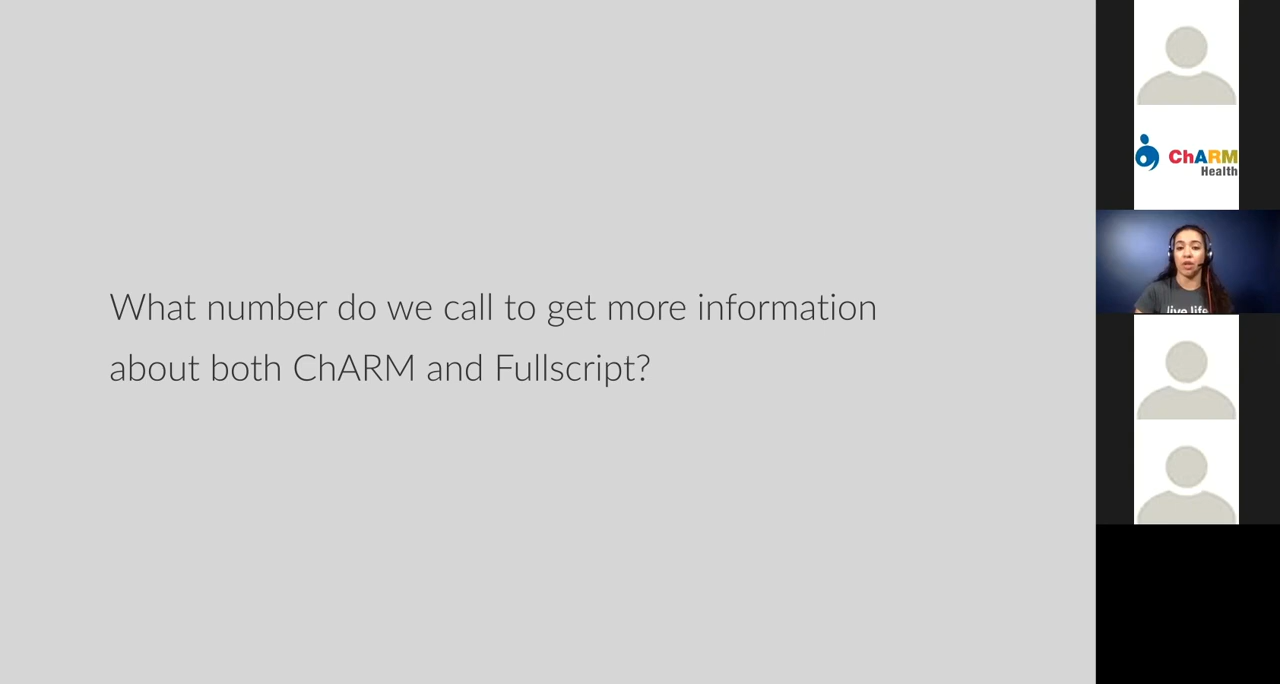 What number do we call to get more information
about both ChARM and Fullscript?
ChARM
Health
live life